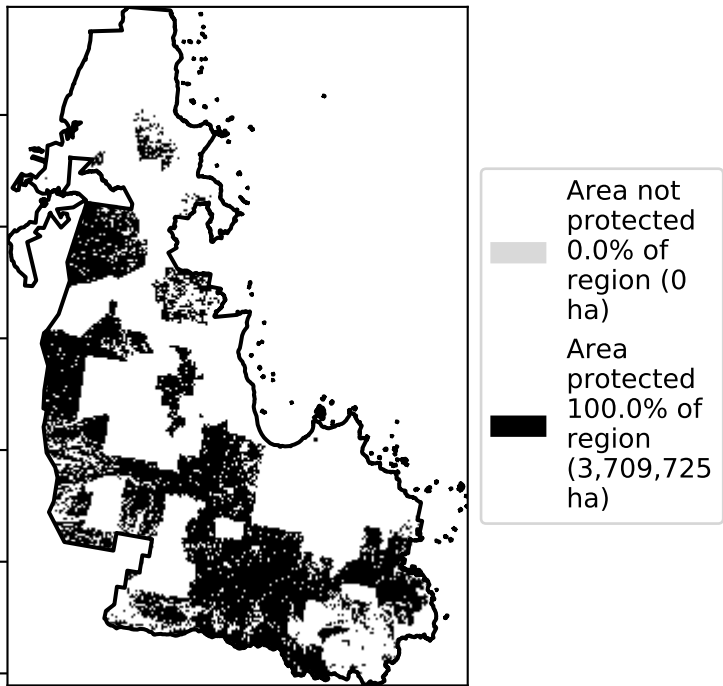 Area not
protected
0.0% of
region (0
ha)
Area
protected
100.0% of
region
(3,709,725
ha)